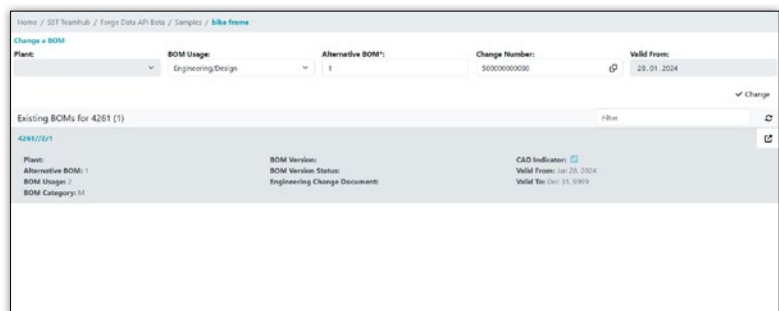 Home / SST Teamhub / Forge Data API Beta / Samples / bike frame
Change a BOM
Plant: BOM Usage: Alternative BOM*: Change Number: Valid From:
Engineering/Design 1 500000000080 28.01.2024
Change
Existing BOMs for 4261 (1) Filter
4261//2/1
Plant: BOM Version: CAD Indicator:
Alternative BOM: 1 BOM Version Status: Valid From: Jan 28, 2024
BOM Usage: 2 Engineering Change Document: Valid To: Dec 31, 9999
BOM Category: M